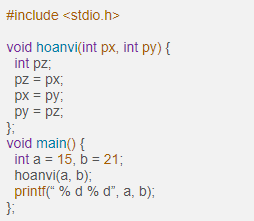 #include <stdio.h>
void hoanvi(int px, int py) {
int pz;
pz = px;
px = py;
py = pz;
};
void main() {
int a = 15, b = 21;
hoanvi(a, b);
printf(“ % d % d”, a, b);
};